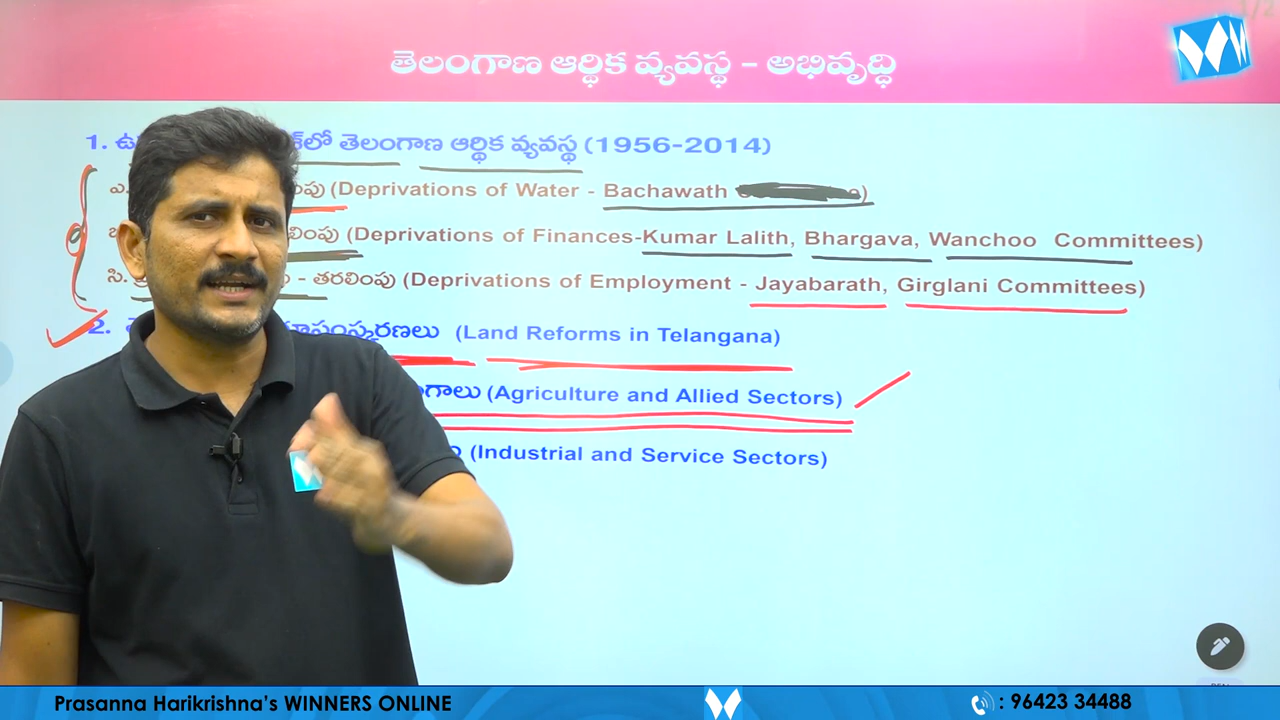 తెలంగాణ ఆర్థిక వ్యవస్థ - అభివృద్ధి
1. తెలంగాణ ఆర్థిక వ్యవస్థ (1956-2014)
ఎ. (Deprivations of Water - Bachawath )
(Deprivations of Finances-Kumar Lalith, Bhargava, Wanchoo Committees)
సి. - తరలింపు (Deprivations of Employment - Jayabarath, Girglani Committees)
2. (Land Reforms in Telangana)
(Agriculture and Allied Sectors)
(Industrial and Service Sectors)
Prasanna Harikrishna's WINNERS ONLINE
: 96423 34488